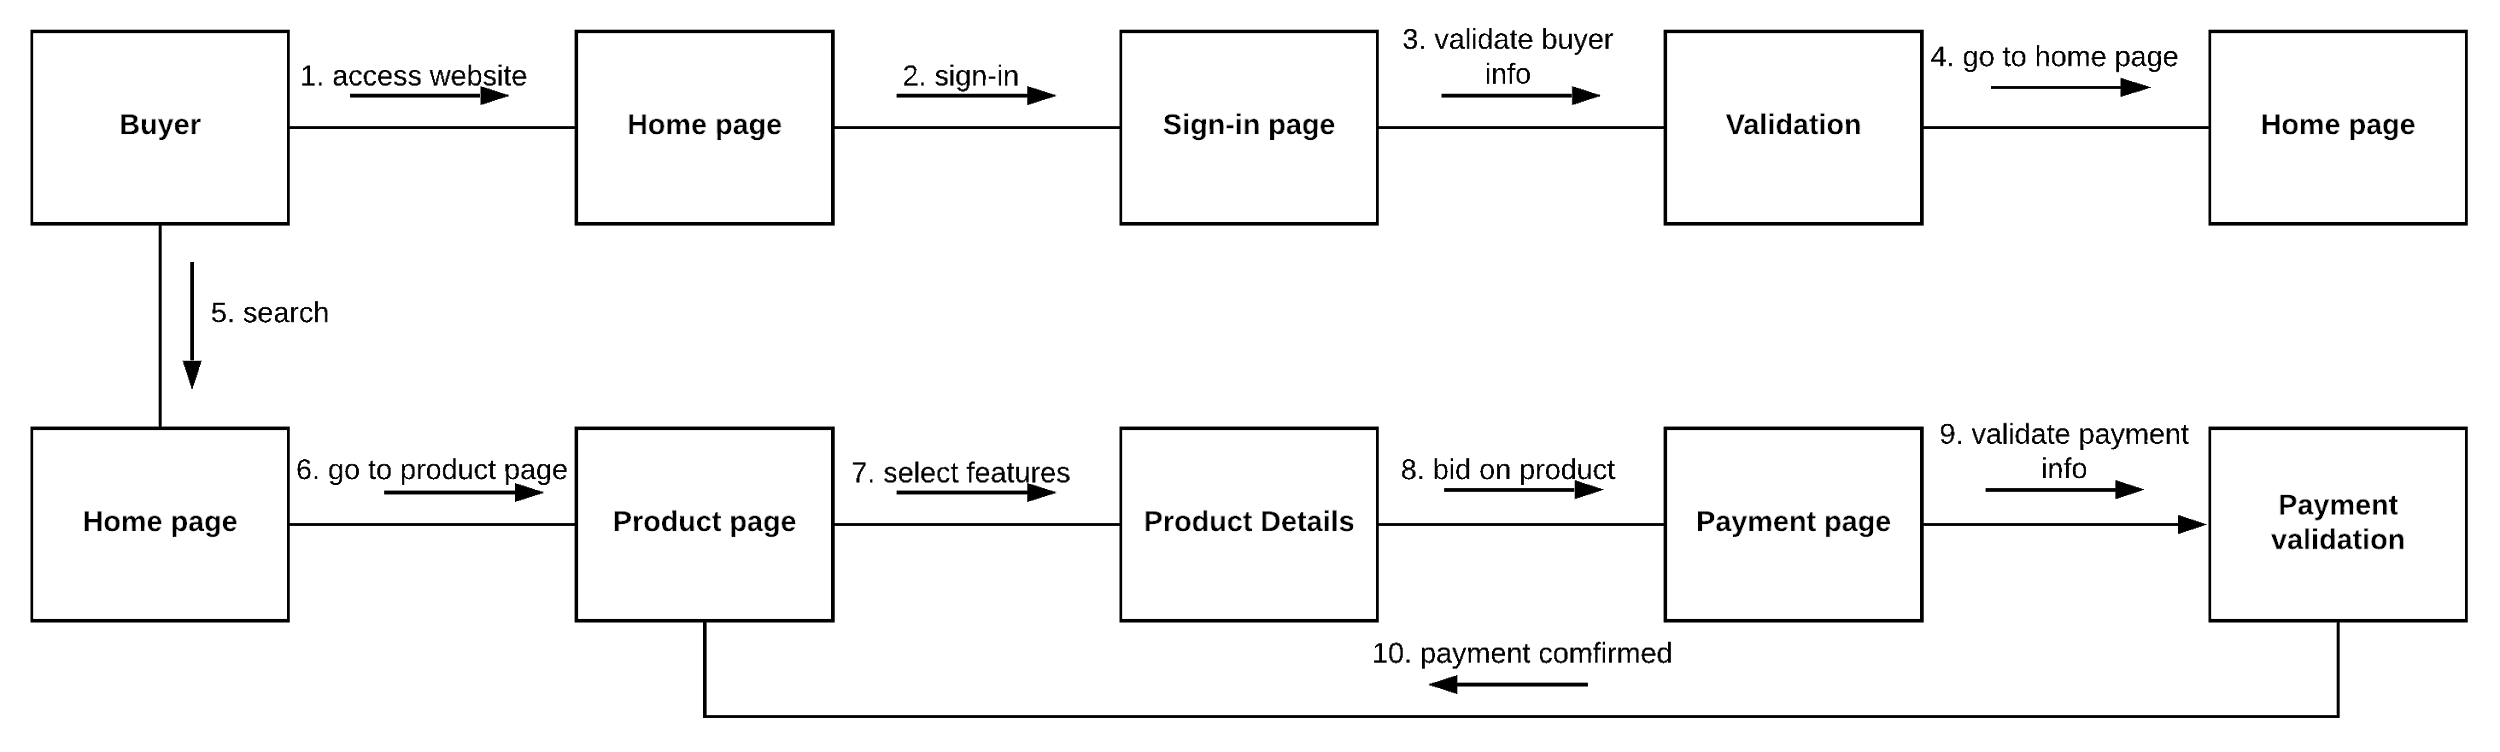 3. validate buyer
info
1. access website
2. sign-in
4. go to home page
Buyer
Home page
Sign-in page
Validation
Home page
5. search
6. go to product page
7. select features
8. bid on product
9. validate payment
info
Home page
Product page
Product Details
Payment page
Payment
validation
10. payment comfirmed